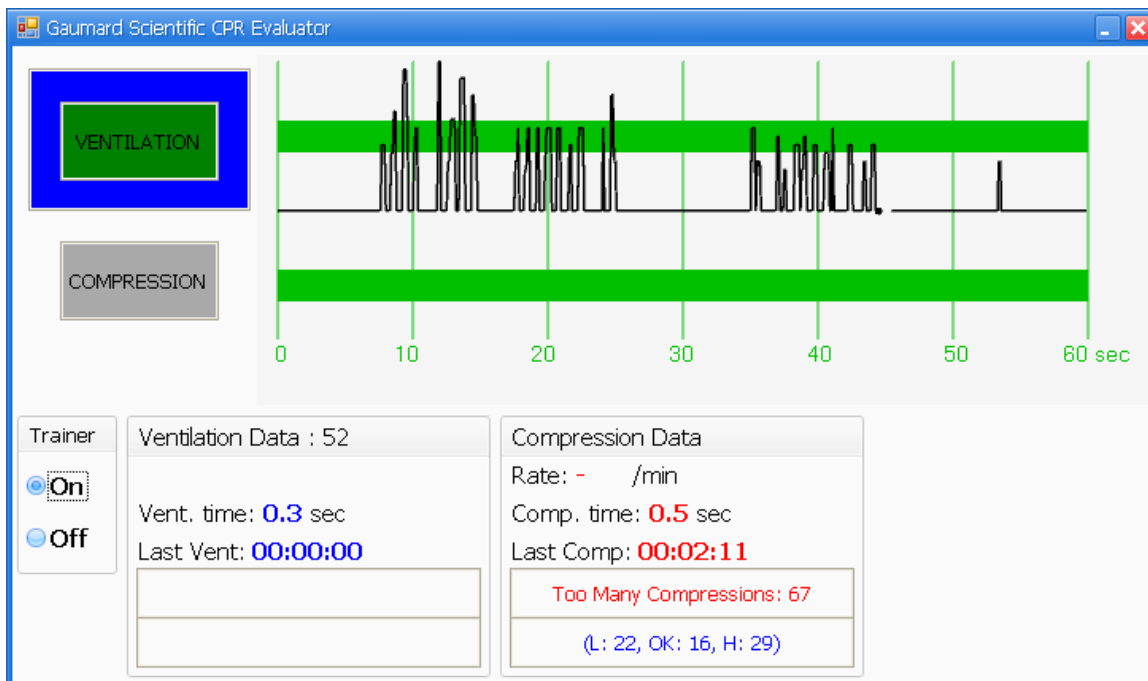 Gaumard Scientific CPR Evaluator
VENTILATION
COMPRESSION
0 10 20 30 40 50 60 sec
Trainer
On
Off
Ventilation Data : 52
Vent. time: 0.3 sec
Last Vent: 00:00:00
Compression Data
Rate: - /min
Comp. time: 0.5 sec
Last Comp: 00:02:11
Too Many Compressions: 67
(L: 22, OK: 16, H: 29)